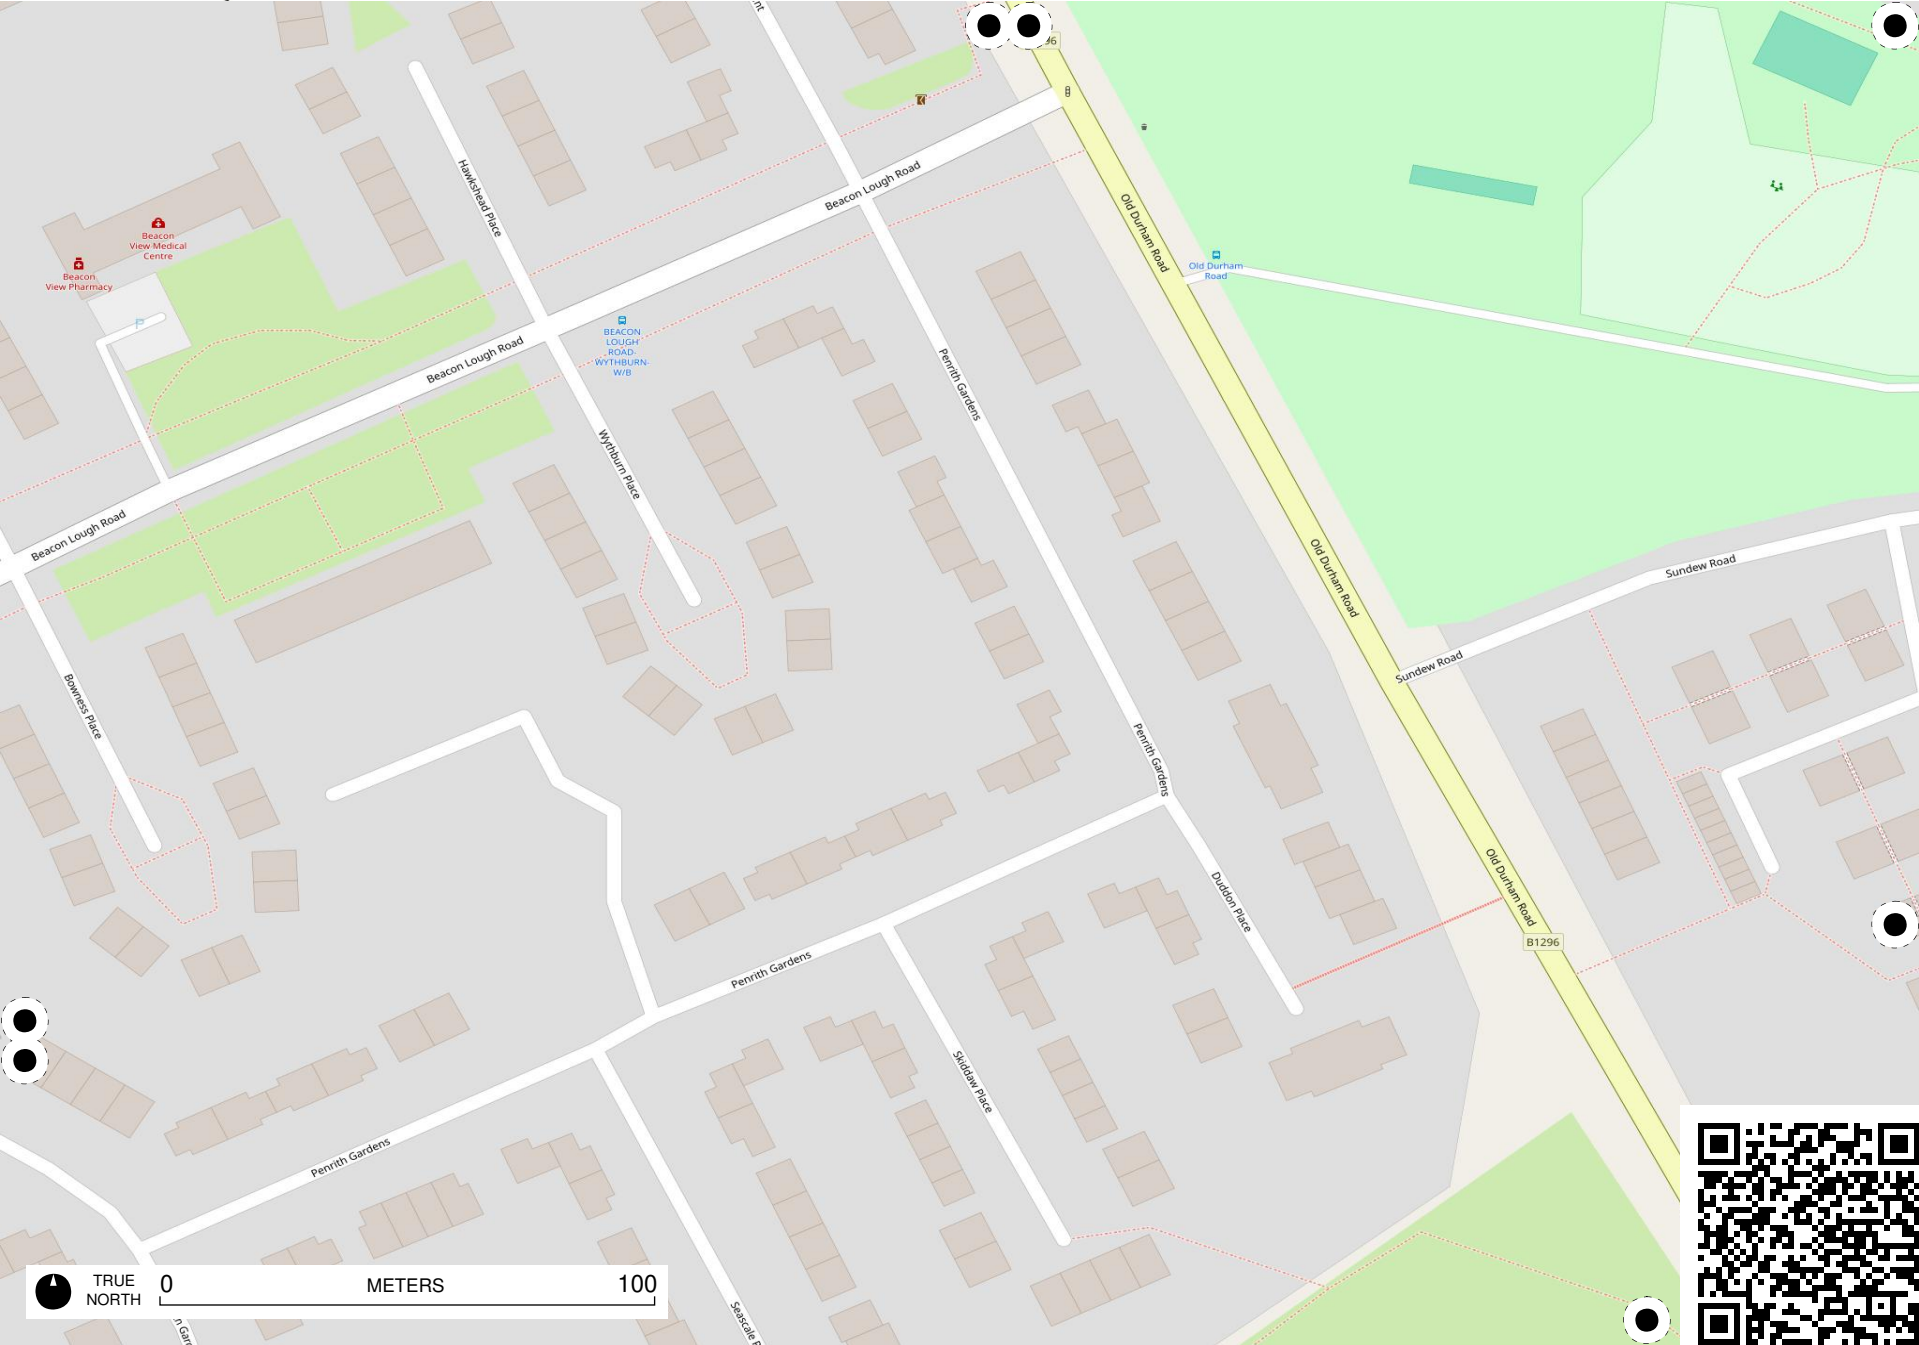 96
Hawkshead Place
Beacon Lough Road
Old Durham Road
Beacon
View Medical
Centre
Beacon
View Pharmacy
P
Old Durham
Road
BEACON
LOUGH
ROAD-
WYTHBURN-
W/B
Beacon Lough Road
Penrith Gardens
Wythburn Place
Beacon Lough Road
Old Durham Road
Sundew Road
Sundew Road
Bowness Place
Penrith Gardens
Duddon Place
Old Durham Road
B1296
Penrith Gardens
Skiddaw Place
Penrith Gardens
TRUE
NORTH
0 METERS 100
Seascale